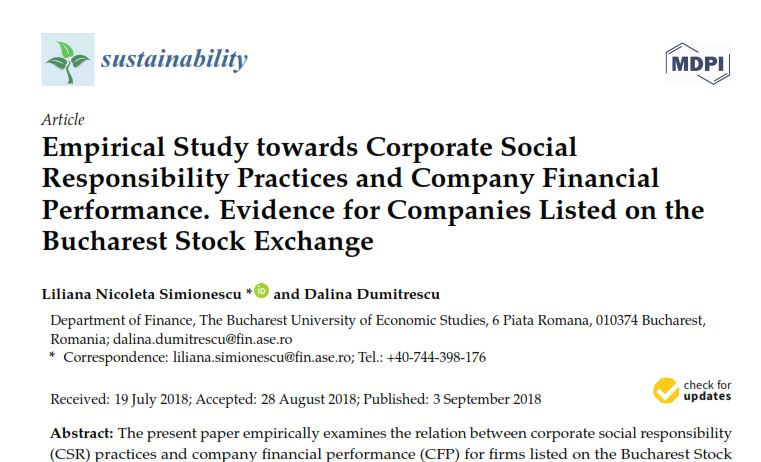 sustainability
MDPI
Article
Empirical Study towards Corporate Social
Responsibility Practices and Company Financial
Performance. Evidence for Companies Listed on the
Bucharest Stock Exchange
Liliana Nicoleta Simionescu * iD and Dalina Dumitrescu
Department of Finance, The Bucharest University of Economic Studies, 6 Piata Romana, 010374 Bucharest,
Romania; dalina.dumitrescu@fin.ase.ro
* Correspondence: liliana.simionescu@fin.ase.ro; Tel.: +40-744-398-176
check for
updates
Received: 19 July 2018; Accepted: 28 August 2018; Published: 3 September 2018
Abstract: The present paper empirically examines the relation between corporate social responsibility
(CSR) practices and company financial performance (CFP) for firms listed on the Bucharest Stock